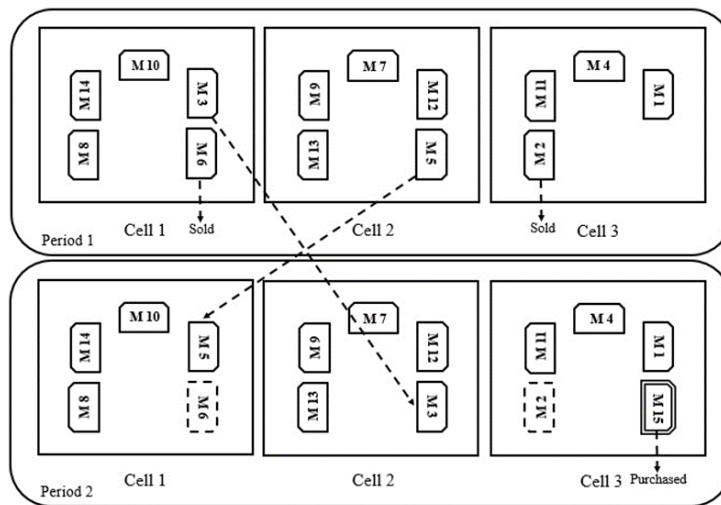 M 10
M 7
M 4
M 14
M 3
M 9
M 12
M 11
M 1
M 8
M 6
M 13
M 5
M 2
Sold
Sold
Period 1
Cell 1
Cell 2
Cell 3
M 10
M 7
M 4
M 14
M 5
M 9
M 12
M 11
M 1
M 8
M 6
M 13
M 3
M 2
M 15
Period 2
Cell 1
Cell 2
Cell 3
Purchased